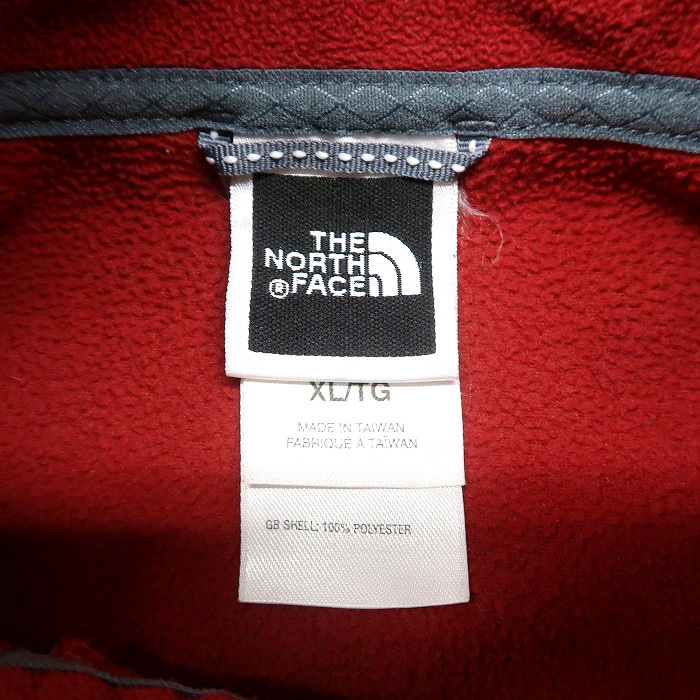 THE
NORTH
® FACE
XL/TG
MADE IN TAIWAN
FABRIQUÉ À TAÏWAN
GB SHELL: 100% POLYESTER